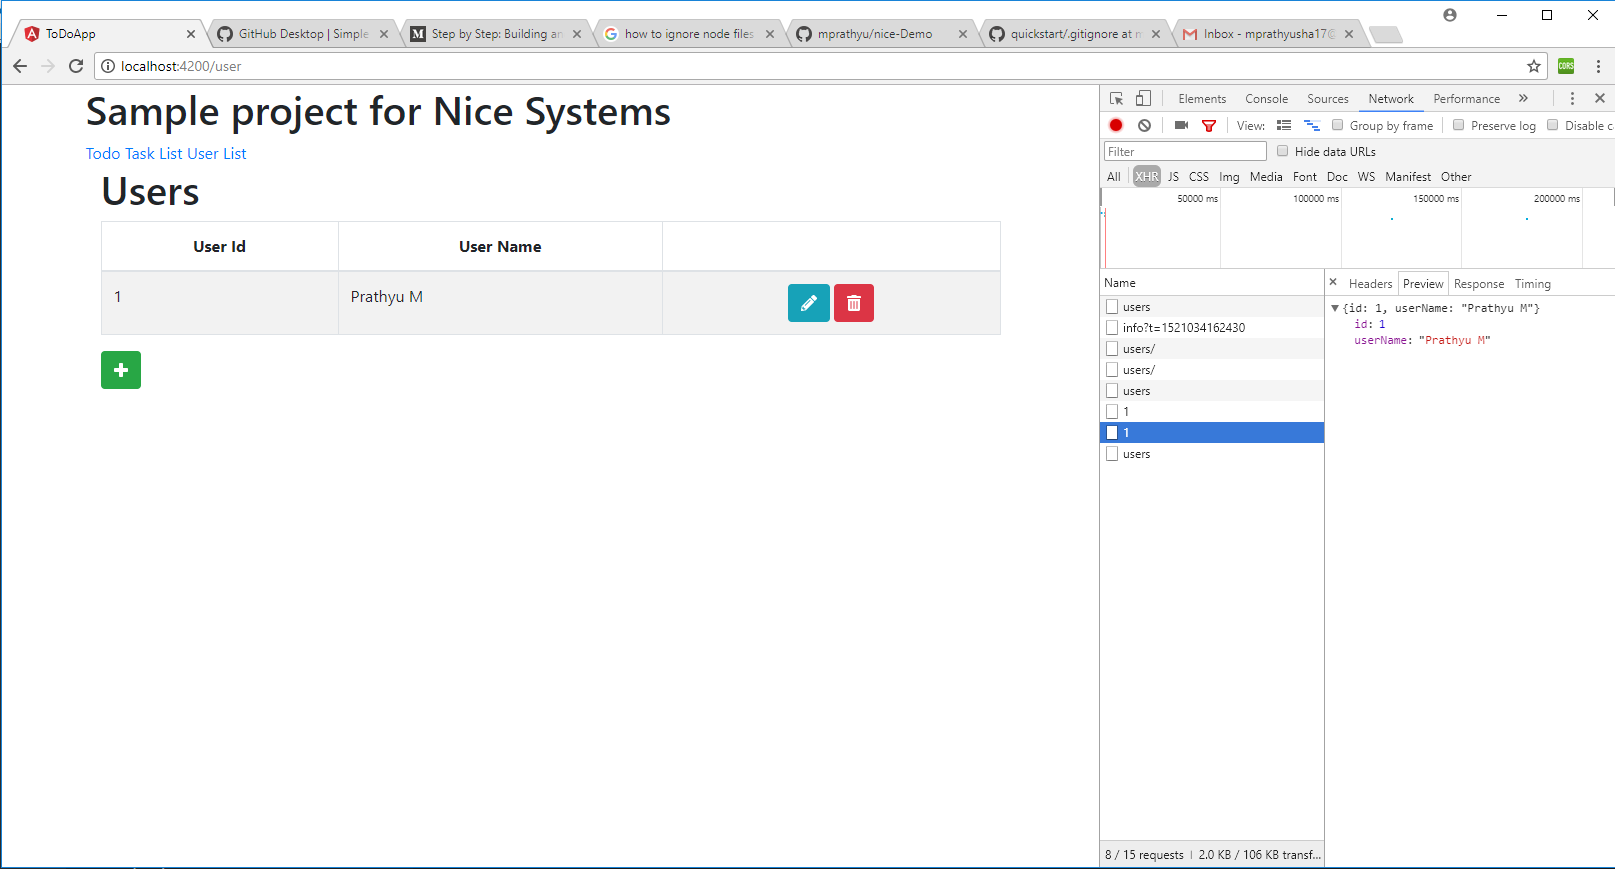 ToDoApp
GitHub Desktop | Simple
Step by Step: Building an
how to ignore node files
mprathyu/nice-Demo
quickstart/.gitignore at m
Inbox - mprathyusha17@
localhost:4200/user
CORS
Sample project for Nice Systems
Todo Task List User List
Users
User Id User Name
1 Prathyu M
Elements Console Sources Network Performance »
View: Group by frame Preserve log Disable c
Filter Hide data URLs
All XHR JS CSS Img Media Font Doc WS Manifest Other
50000 ms 100000 ms 150000 ms 200000 ms
Name
users
info?t=1521034162430
users/
users/
users
1
1
users
Headers Preview Response Timing
{id: 1, userName: "Prathyu M"}
id: 1
userName: "Prathyu M"
8 / 15 requests | 2.0 KB / 106 KB transf...